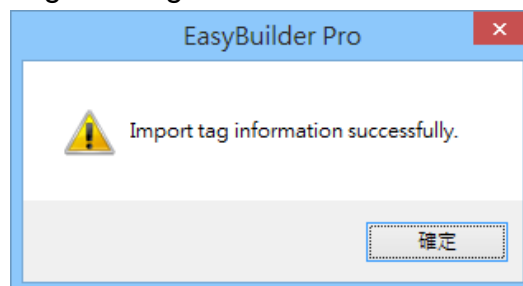 EasyBuilder Pro
Import tag information successfully.
確定